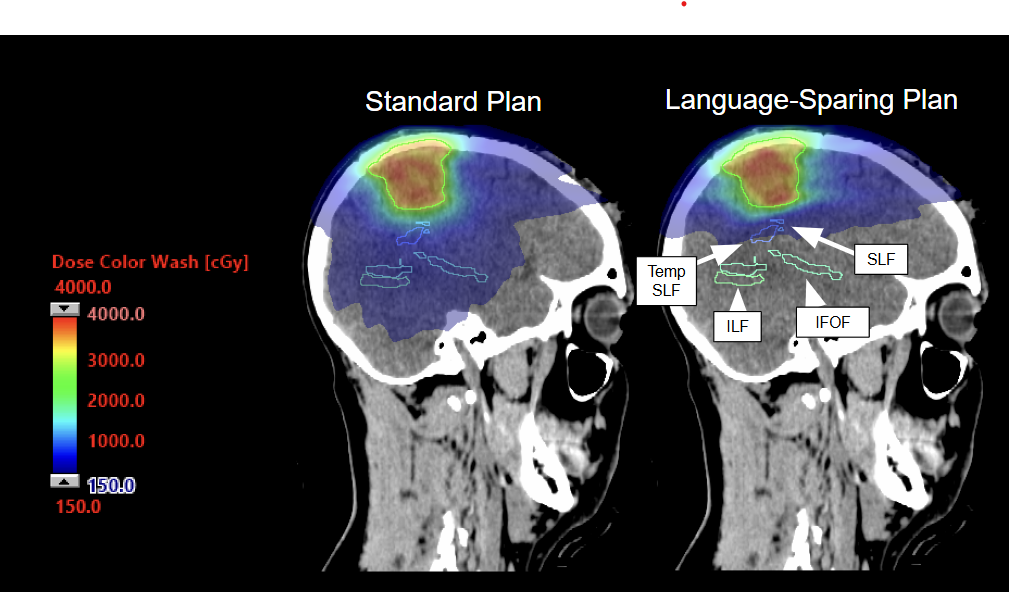 Standard Plan
Language-Sparing Plan
Dose Color Wash [cGy]
4000.0
4000.0
3000.0
2000.0
1000.0
150.0
150.0
Temp
SLF
SLF
ILF
IFOF